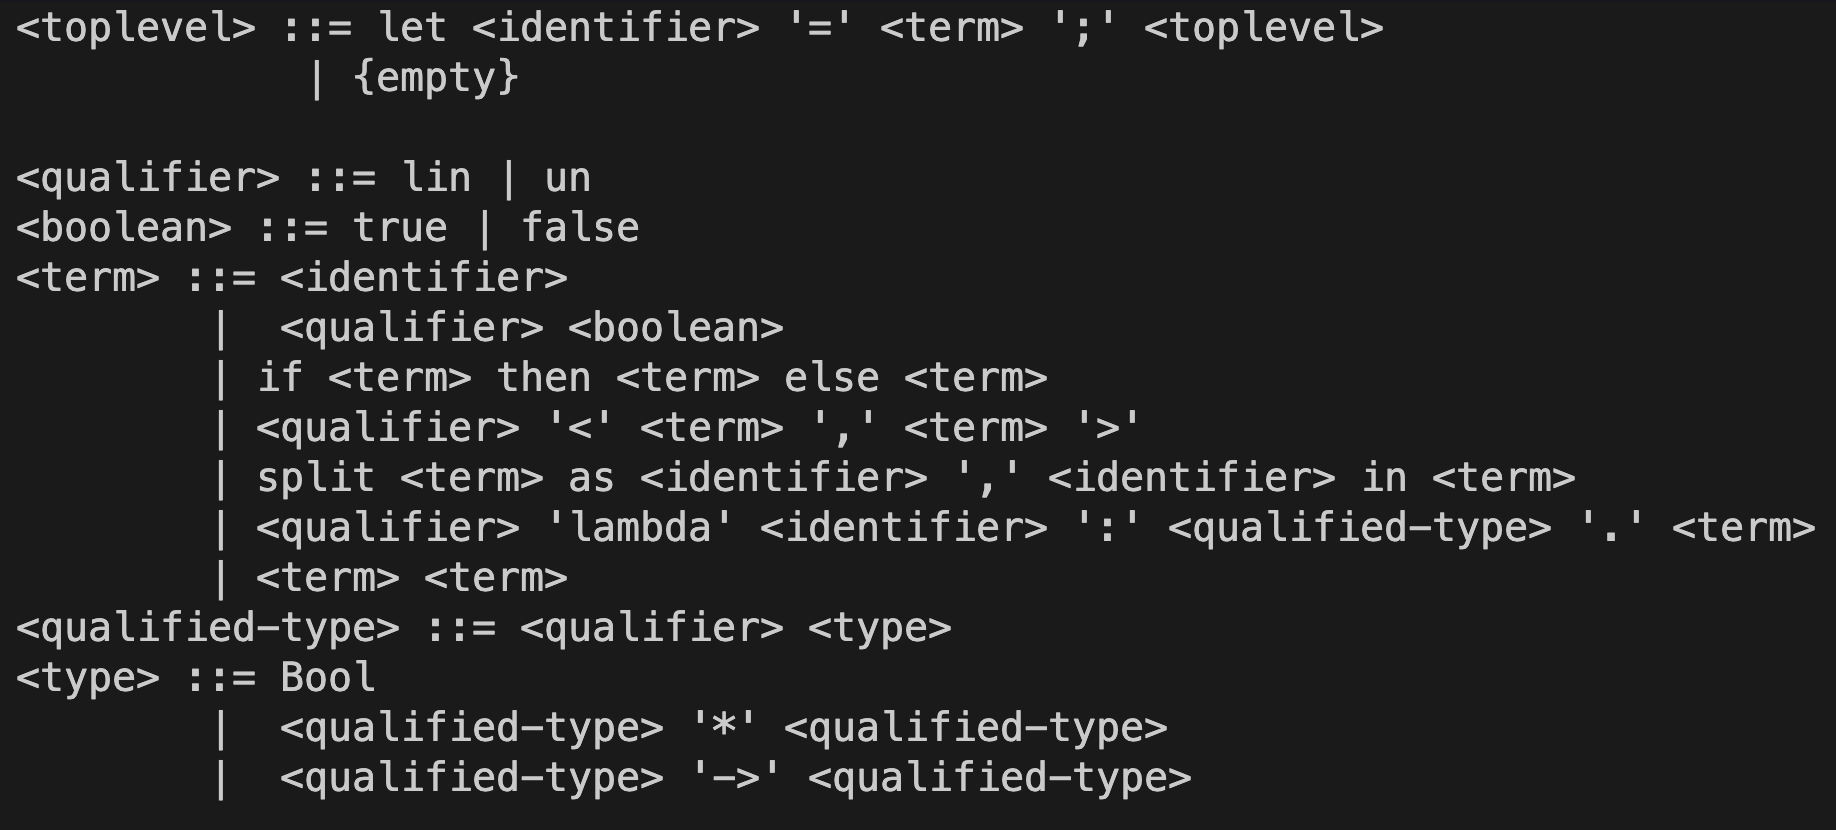 <toplevel> ::= let <identifier> '=' <term> ';' <toplevel>
| {empty}
<qualifier> ::= lin | un
<boolean> ::= true | false
<term> ::= <identifier>
| <qualifier> <boolean>
| if <term> then <term> else <term>
| <qualifier> '<' <term> ',' <term> '>'
| split <term> as <identifier> ',' <identifier> in <term>
| <qualifier> 'lambda' <identifier> ':' <qualified-type> '.' <term>
| <term> <term>
<qualified-type> ::= <qualifier> <type>
<type> ::= Bool
| <qualified-type> '*' <qualified-type>
| <qualified-type> '->' <qualified-type>